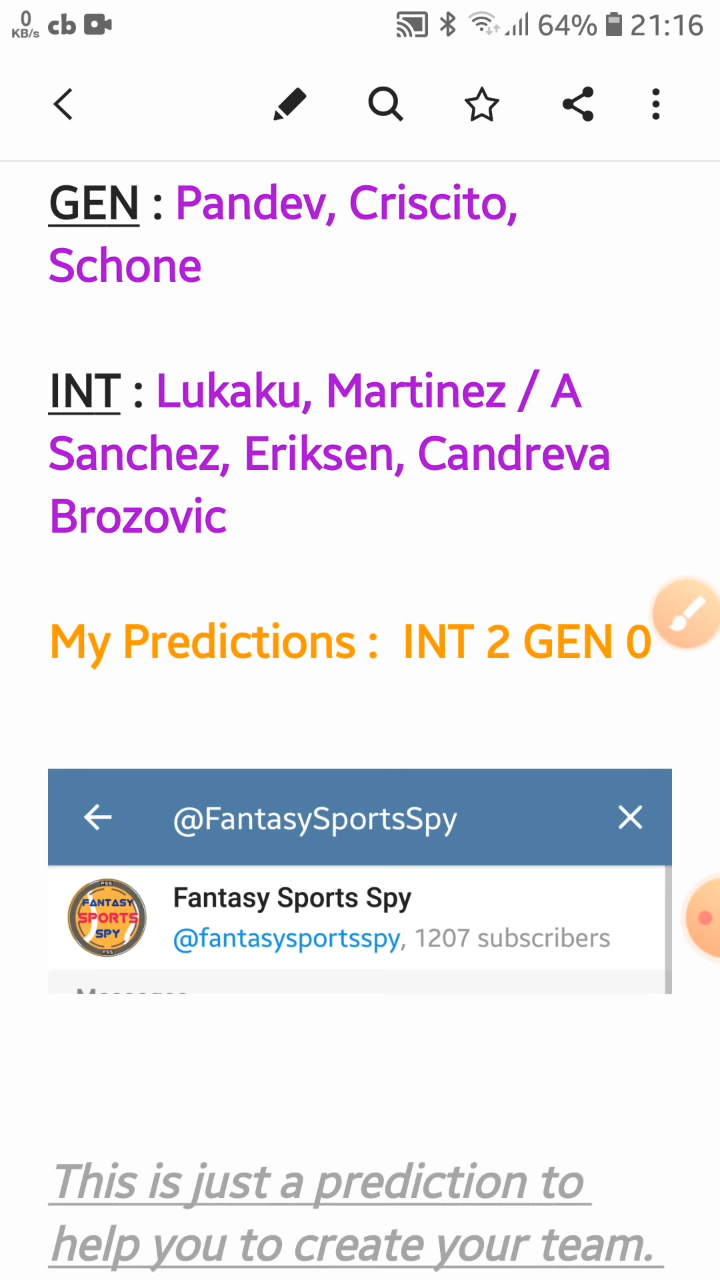 0
KB/s cb 64% 21:16
GEN : Pandev, Criscito,
Schone
INT : Lukaku, Martinez / A
Sanchez, Eriksen, Candreva
Brozovic
My Predictions : INT 2 GEN 0
@FantasySportsSpy
PSS
FANTASY
SPORTS
SPY
Fantasy Sports Spy
@fantasysportsspy, 1207 subscribers
This is just a prediction to
help you to create your team.